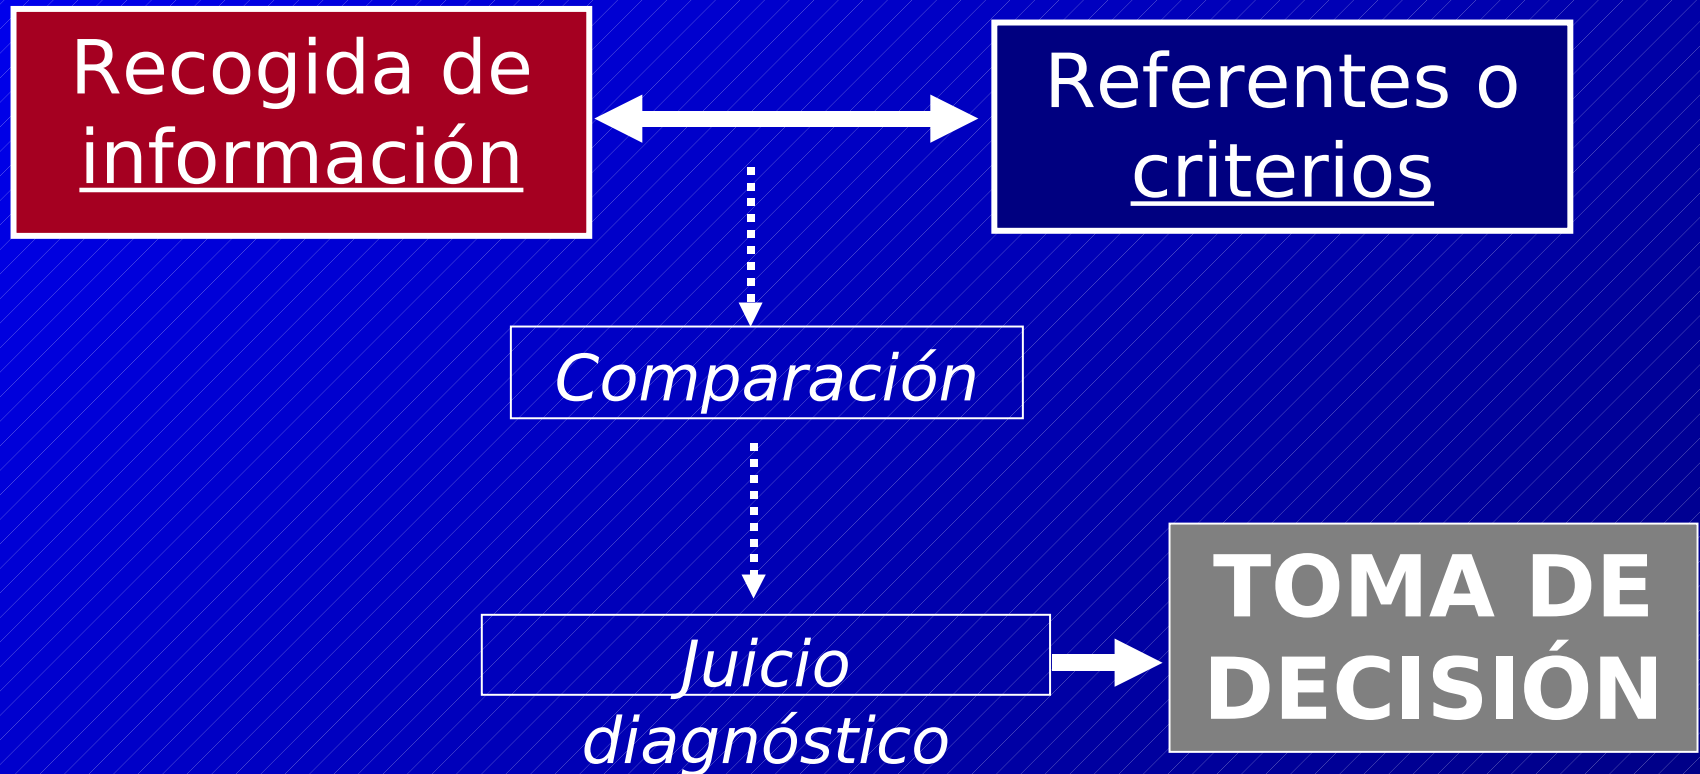 Recogida de
información
Referentes o
criterios
Comparación
Juicio
diagnóstico
TOMA DE
DECISIÓN